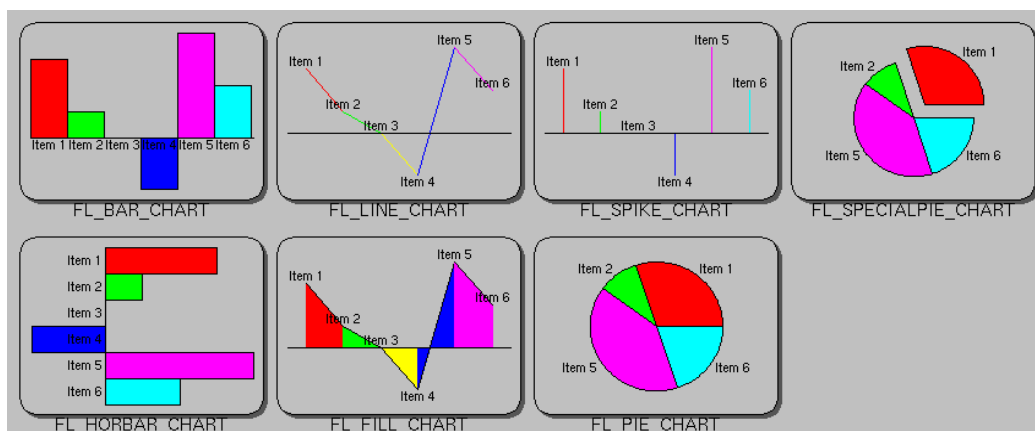 Item 1 Item 2 Item 3 Item 4 Item 5 Item 6
FL_BAR_CHART
Item 1
Item 2
Item 3
Item 4
Item 5
Item 6
FL_LINE_CHART
Item 1
Item 2
Item 3
Item 4
Item 5
Item 6
FL_SPIKE_CHART
Item 1
Item 2
Item 5
Item 6
FL_SPECIALPIE_CHART
Item 1
Item 2
Item 3
Item 4
Item 5
Item 6
FL_HORBAR_CHART
Item 1
Item 2
Item 3
Item 4
Item 5
Item 6
FL_FILL_CHART
Item 1
Item 2
Item 5
Item 6
FL_PIE_CHART